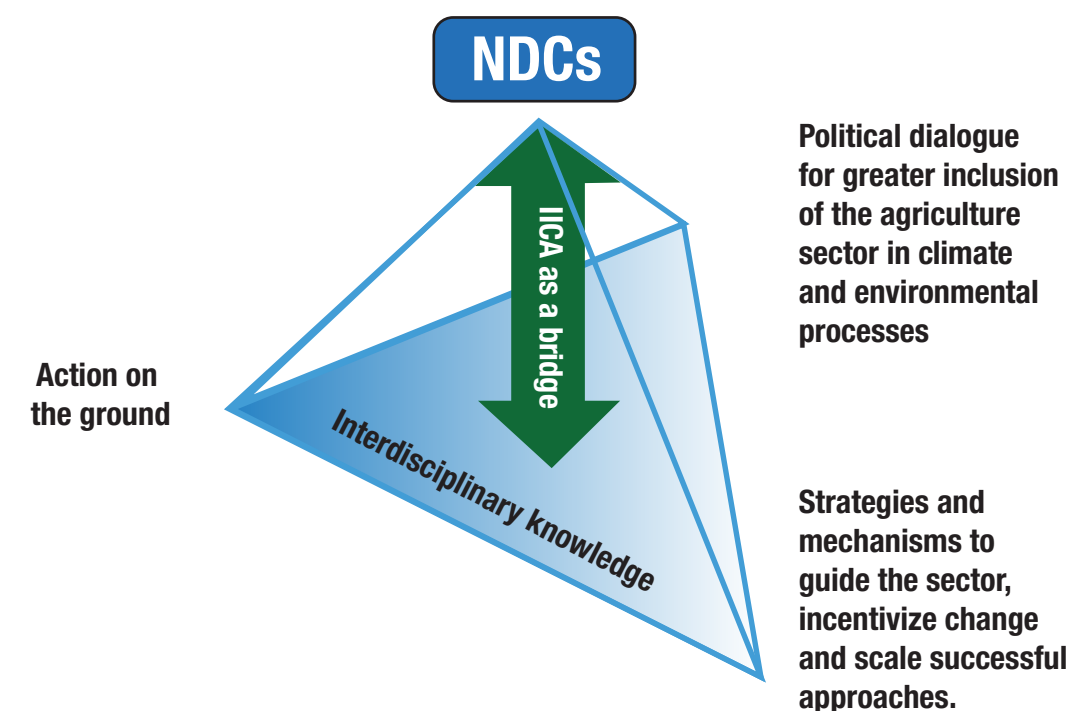 NDCs
Political dialogue
for greater inclusion
of the agriculture
sector in climate
and environmental
processes
IICA as a bridge
Action on
the ground
Interdisciplinary knowledge
Strategies and
mechanisms to
guide the sector,
incentivize change
and scale successful
approaches.